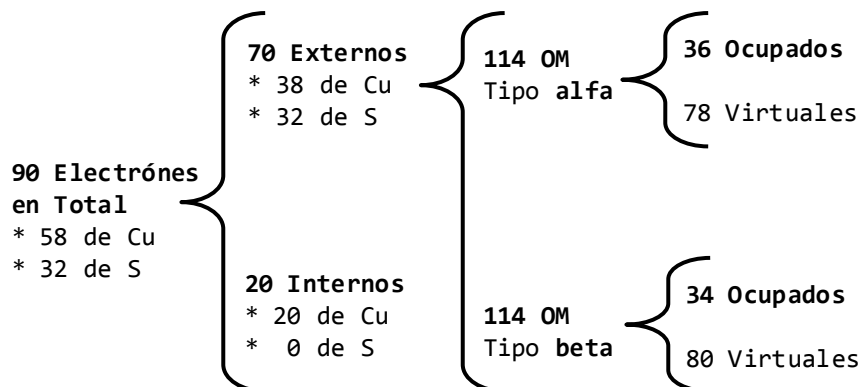 90 Electrónes
en Total
* 58 de Cu
* 32 de S
70 Externos
* 38 de Cu
* 32 de S
20 Internos
* 20 de Cu
*  0 de S
114 OM
Tipo alfa
36 Ocupados
78 Virtuales
114 OM
Tipo beta
34 Ocupados
80 Virtuales